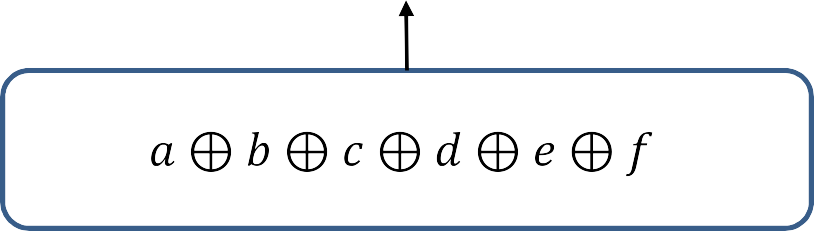 a ⊕ b ⊕ c ⊕ d ⊕ e ⊕ f